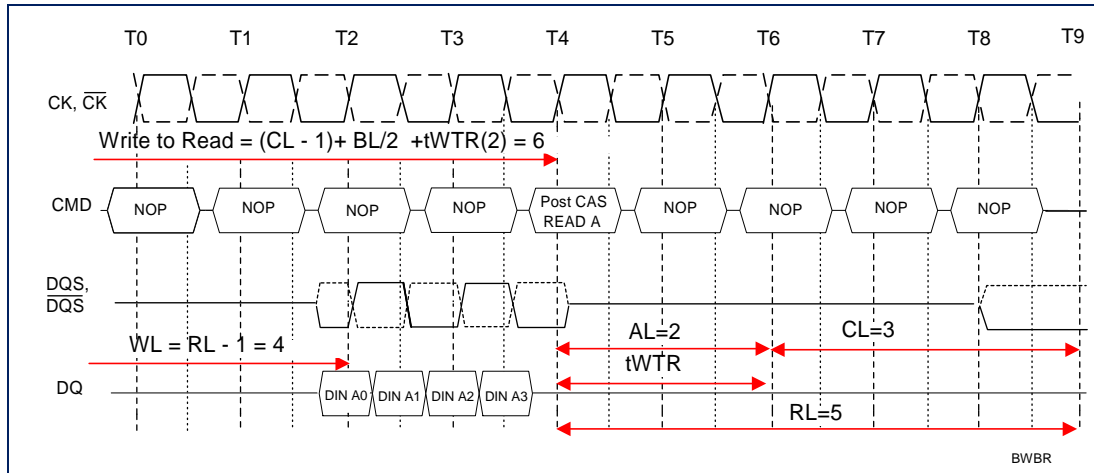 T0 T1 T2 T3 T4 T5 T6 T7 T8 T9
CK, CK
Write to Read = (CL - 1)+ BL/2 +tWTR(2) = 6
CMD NOP NOP NOP NOP Post CAS READ A NOP NOP NOP NOP
DQS,
DQS
AL=2 CL=3
WL = RL - 1 = 4
tWTR
DQ DIN A0 DIN A1 DIN A2 DIN A3
RL=5
BWBR